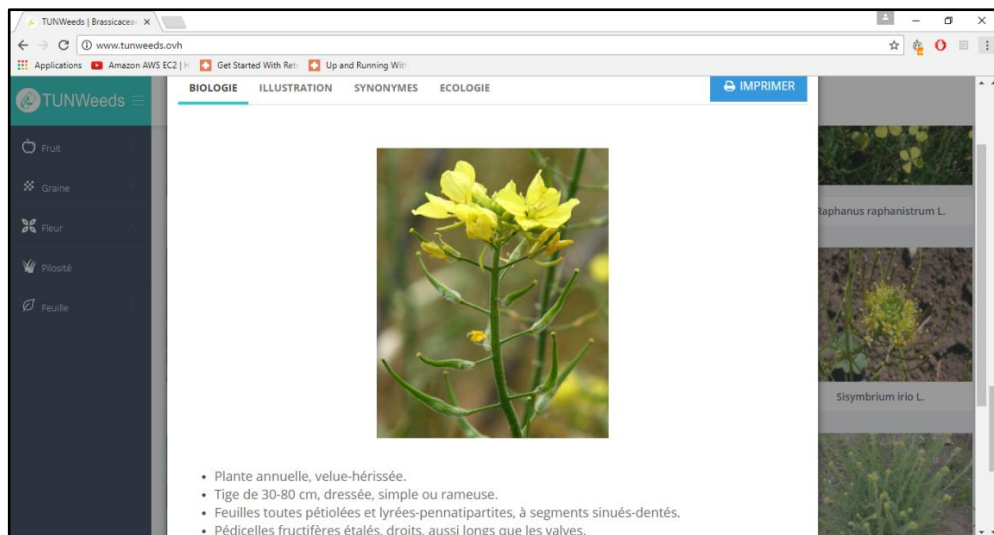 TUNWeeds | Brassicacea
www.tunweeds.ovh
Applications Amazon AWS EC2 | H Get Started With Ret Up and Running Wit
TUNWeeds
BIOLOGIE ILLUSTRATION SYNONYMES ECOLOGIE IMPRIMER
Fruit
Graine
Fleur
Pilosité
Feuille
Raphanus raphanistrum L.
Sisymbrium irio L.
• Plante annuelle, velue-hérissée.
• Tige de 30-80 cm, dressée, simple ou rameuse.
• Feuilles toutes pétiolées et lyrées-pennatipartites, à segments sinués-dentés.
• Pédicelles fructifères étalés, droits, aussi longs que les valves.